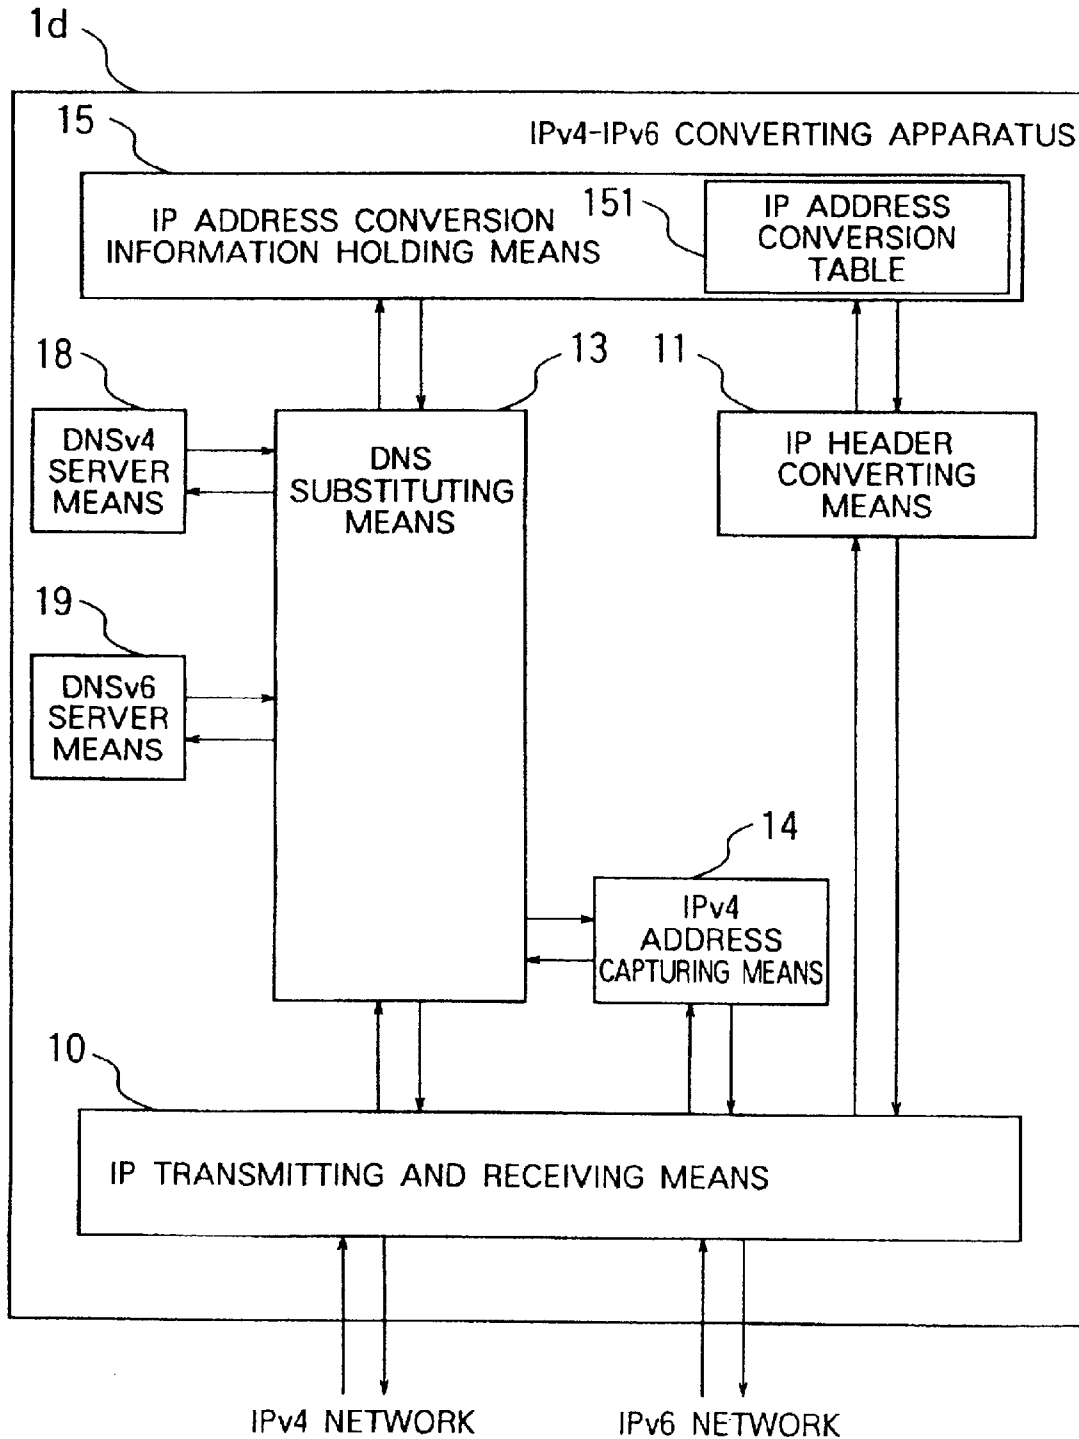 1d
15
IPv4-IPv6 CONVERTING APPARATUS
IP ADDRESS CONVERSION
INFORMATION HOLDING MEANS
151
IP ADDRESS
CONVERSION
TABLE
18
13
11
DNSv4
SERVER
MEANS
DNS
SUBSTITUTING
MEANS
IP HEADER
CONVERTING
MEANS
19
DNSv6
SERVER
MEANS
14
IPv4
ADDRESS
CAPTURING MEANS
10
IP TRANSMITTING AND RECEIVING MEANS
IPv4 NETWORK
IPv6 NETWORK